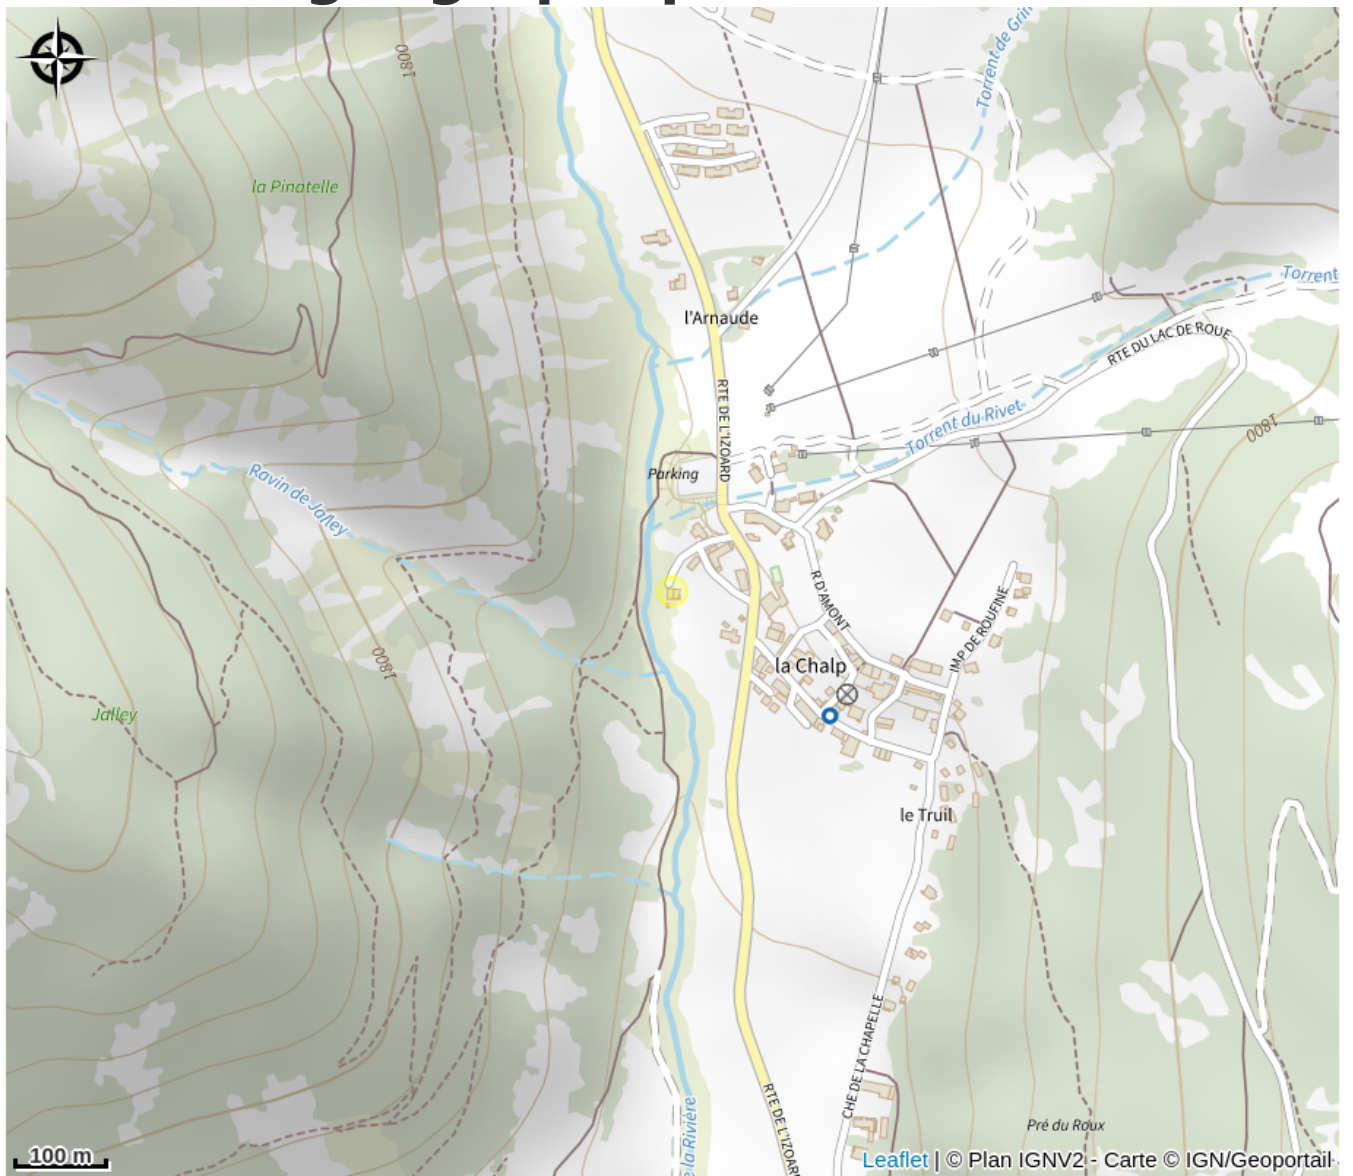 1800
Torrent de Grin
la Pinatelle
Torrent
l'Arnaude
RTE DU LAC DE ROUE
RTE DE L'IZOARD
Torrent du Rivet
1800
Parking
Ravin de Jalley
R D'AMONT
IMP DE ROUFINE
1800
la Chalp
Jalley
le Truil
CHE DE LA CHAPELLE
RTE DE L'IZOAR
e la Rivière
Pré du Roux
100 m
Leaflet | © Plan IGNV2 - Carte © IGN/Geoportail